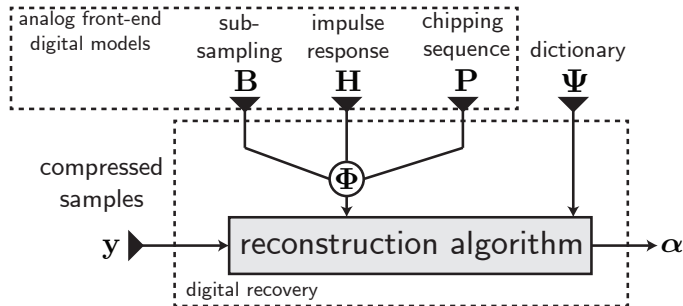 analog front-end
digital models
sub-
sampling
B
impulse
response
H
chipping
sequence
P
dictionary
Ψ
compressed
samples
Φ
y
reconstruction algorithm
α
digital recovery